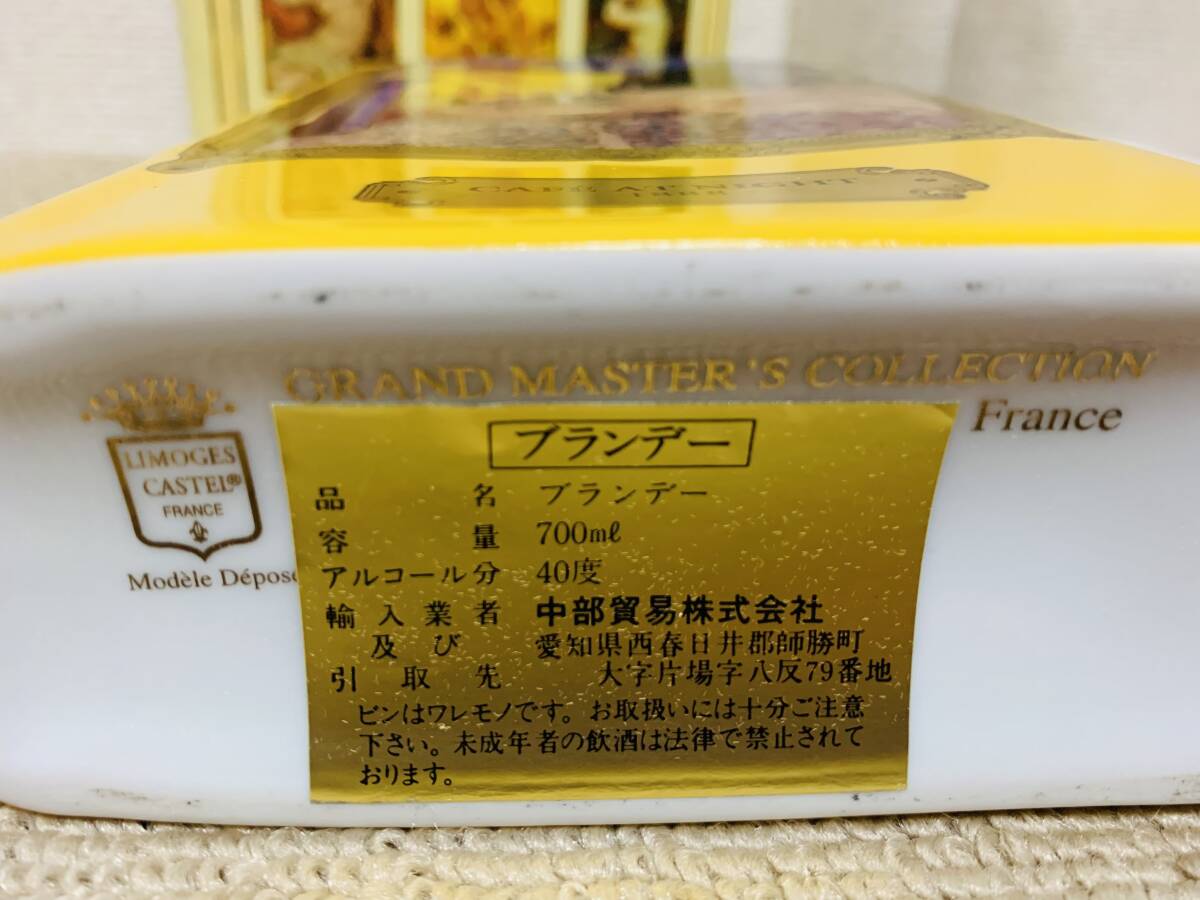 CAFÉ AT NIGHT
1888
GRAND MASTER'S COLLECTION
France
LIMOGES
CASTEL®
FRANCE
Modèle Déposé
ブランデー
品名 ブランデー
容量 700mℓ
アルコール分 40度
輸入業者 中部貿易株式会社
及び 愛知県西春日井郡師勝町
引取先 大字片場字八反79番地
ビンはワレモノです。お取扱いには十分ご注意
下さい。未成年者の飲酒は法律で禁止されて
おります。